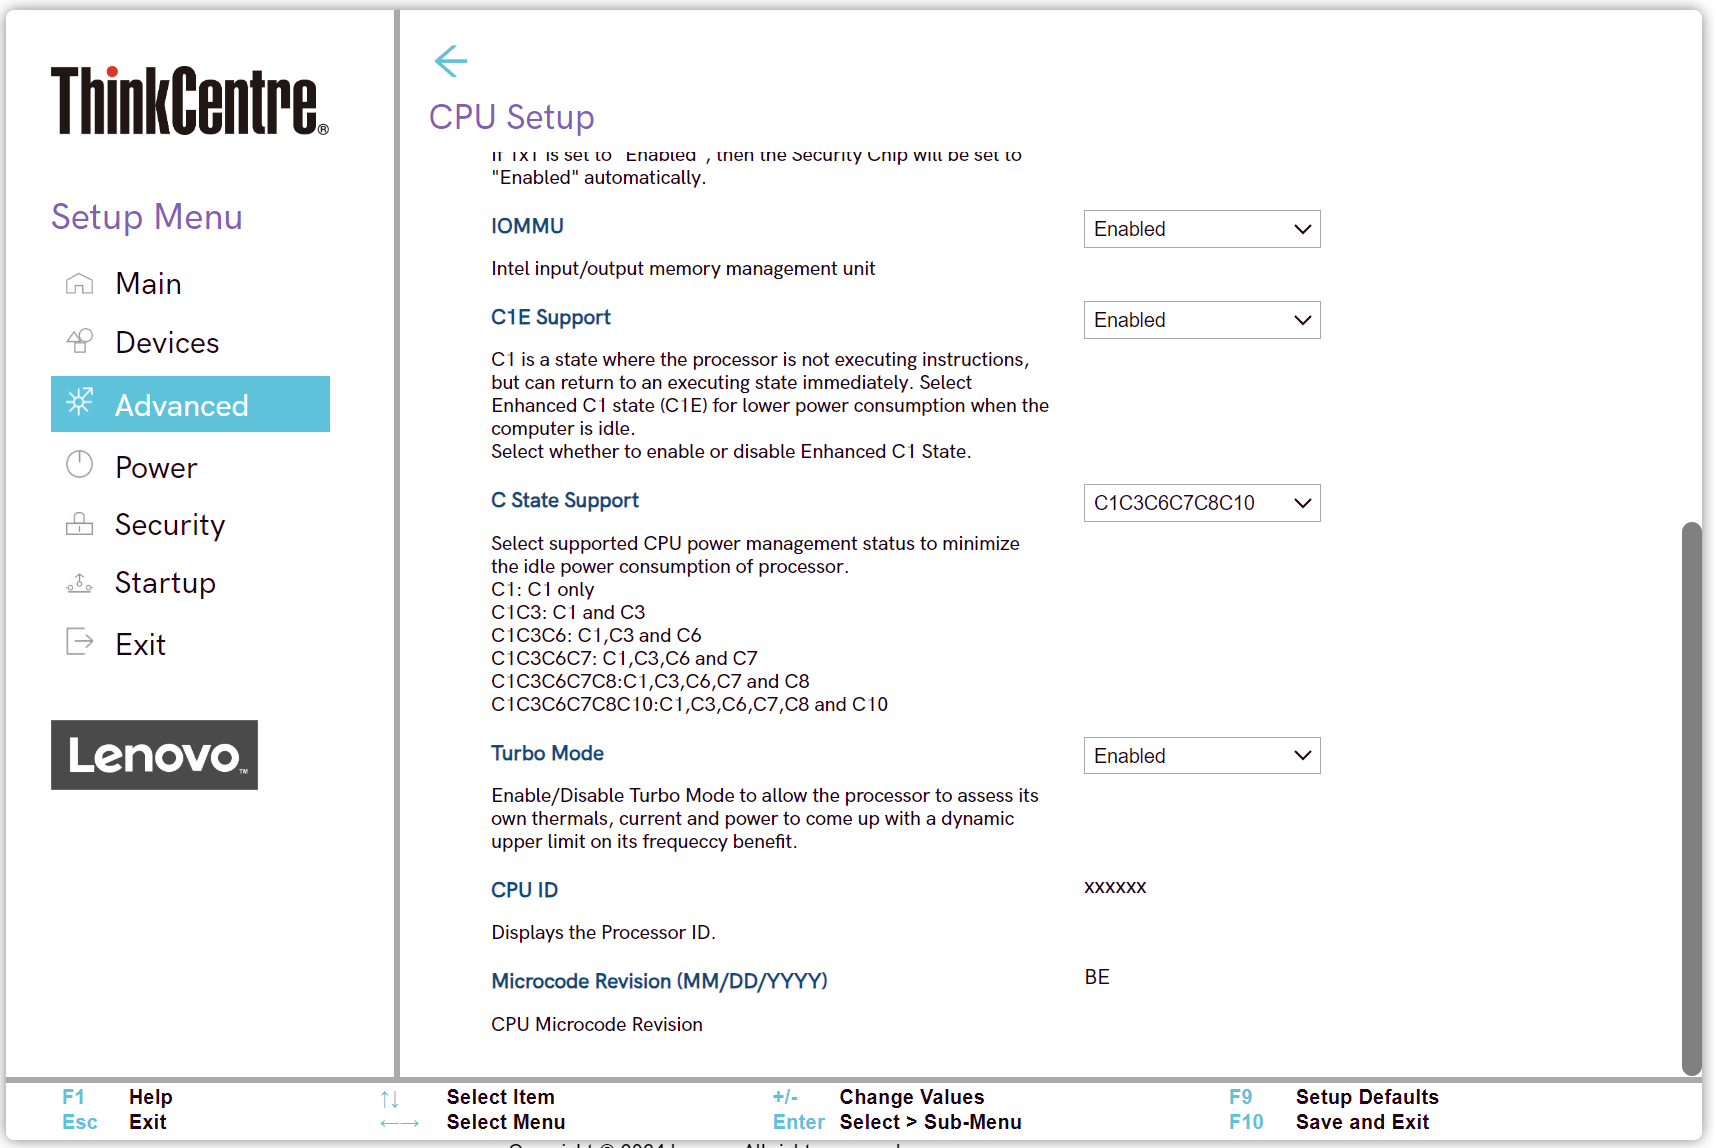 ThinkCentre®
Setup Menu
Main
Devices
Advanced
Power
Security
Startup
Exit
Lenovo™
CPU Setup
If TxT is set to "Enabled", then the Security Chip will be set to
"Enabled" automatically.
IOMMU
Enabled
Intel input/output memory management unit
C1E Support
Enabled
C1 is a state where the processor is not executing instructions,
but can return to an executing state immediately. Select
Enhanced C1 state (C1E) for lower power consumption when the
computer is idle.
Select whether to enable or disable Enhanced C1 State.
C State Support
C1C3C6C7C8C10
Select supported CPU power management status to minimize
the idle power consumption of processor.
C1: C1 only
C1C3: C1 and C3
C1C3C6: C1,C3 and C6
C1C3C6C7: C1,C3,C6 and C7
C1C3C6C7C8:C1,C3,C6,C7 and C8
C1C3C6C7C8C10:C1,C3,C6,C7,C8 and C10
Turbo Mode
Enabled
Enable/Disable Turbo Mode to allow the processor to assess its
own thermals, current and power to come up with a dynamic
upper limit on its frequeccy benefit.
CPU ID
xxxxxx
Displays the Processor ID.
Microcode Revision (MM/DD/YYYY)
BE
CPU Microcode Revision
F1 Help ↑↓ Select Item +/- Change Values F9 Setup Defaults
Esc Exit ←→ Select Menu Enter Select > Sub-Menu F10 Save and Exit